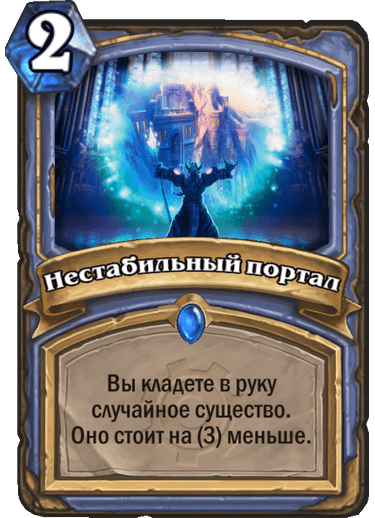 2
Нестабильный портал
Вы кладете в руку
случайное существо.
Оно стоит на (3) меньше.